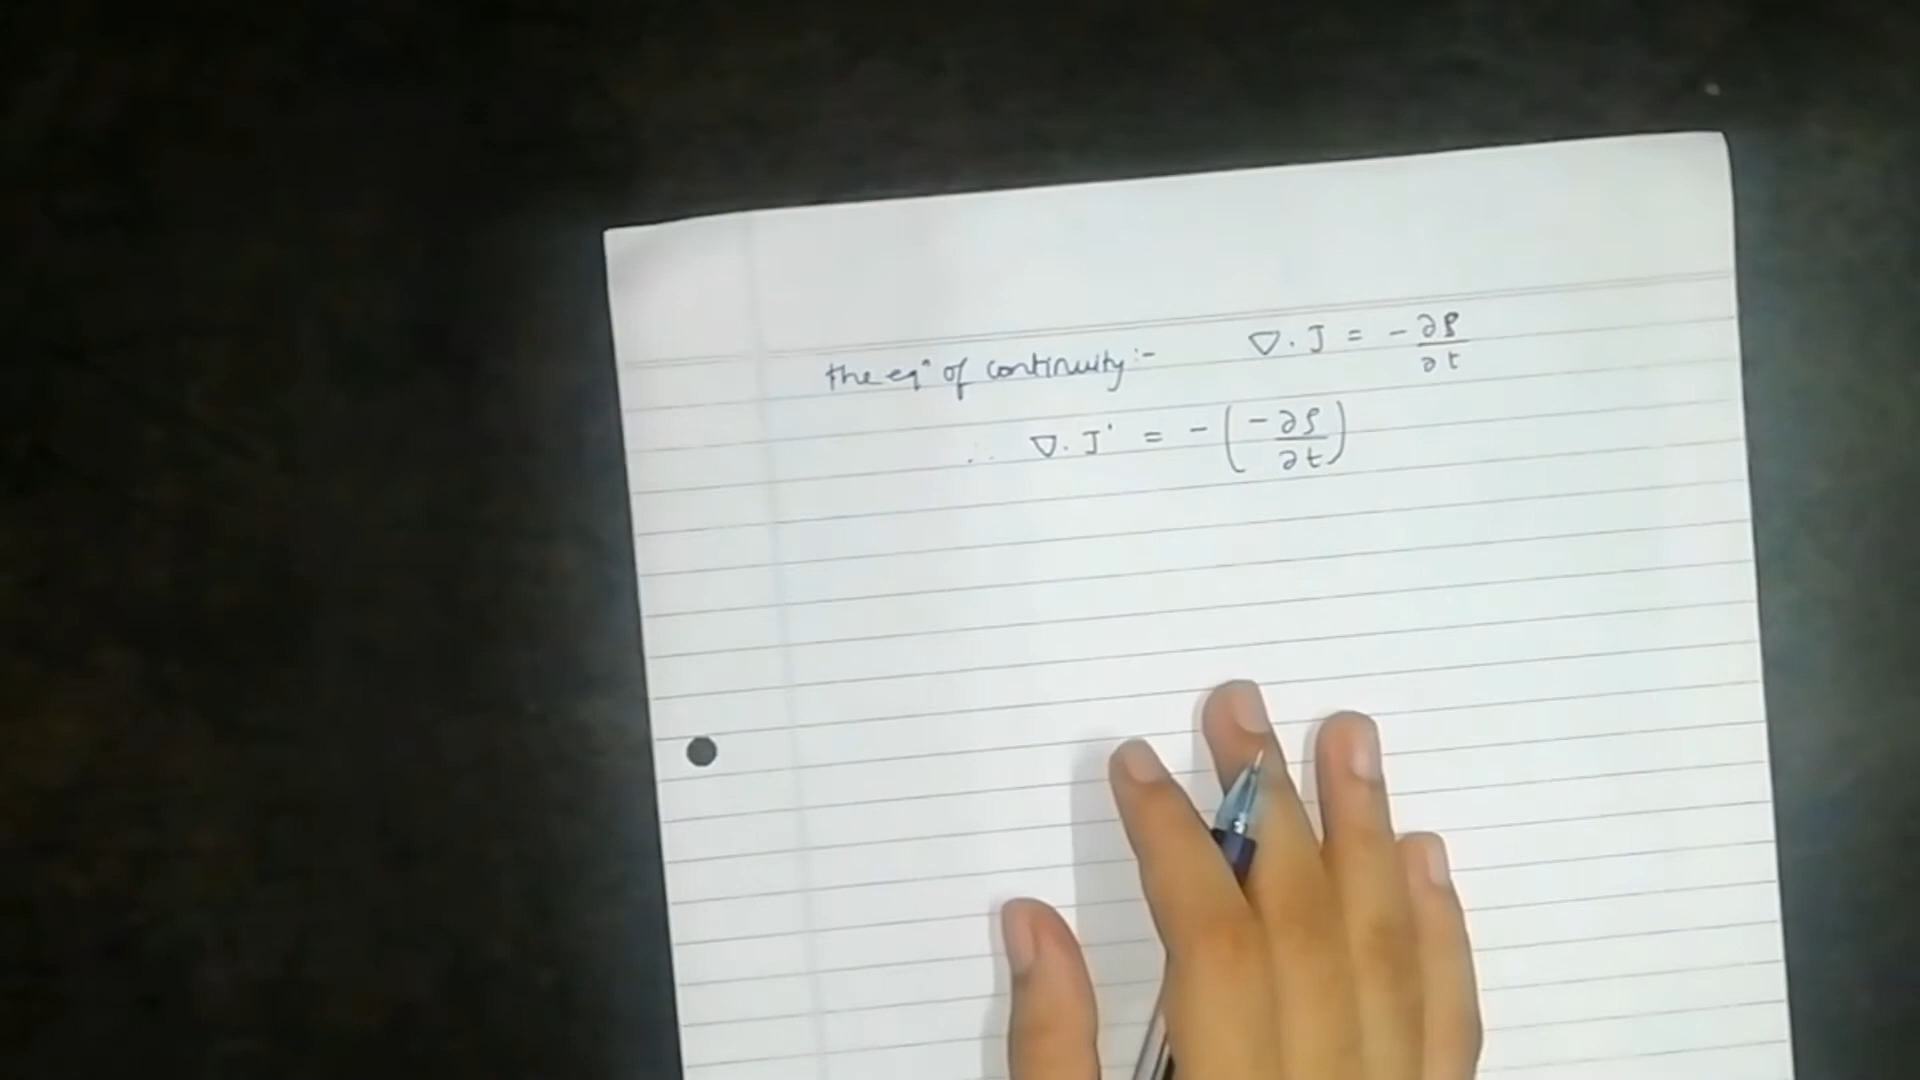 the eqⁿ of continuity:- ∇. J = - ∂ρ/∂t
∴ ∇. J' = - (-∂ρ/∂t)